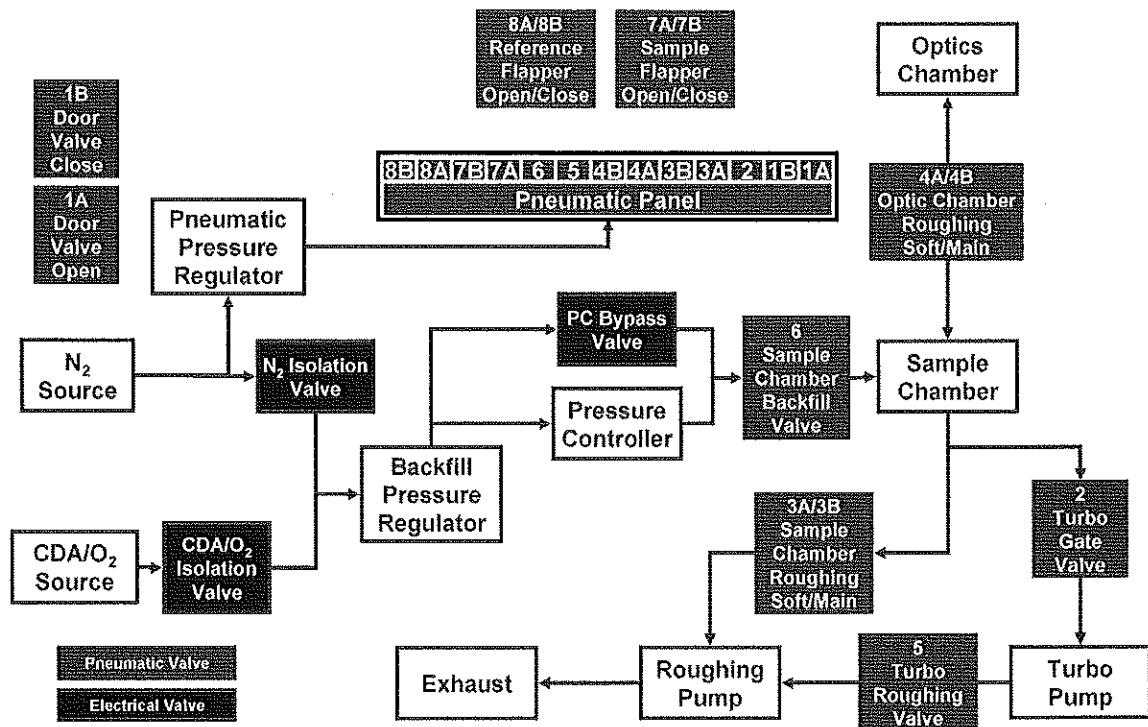 8A/8B
Reference
Flapper
Open/Close
7A/7B
Sample
Flapper
Open/Close
Optics
Chamber
1B
Door
Valve
Close
1A
Door
Valve
Open
8B 8A 7B 7A 6 5 4B 4A 3B 3A 2 1B 1A
Pneumatic Panel
4A/4B
Optic Chamber
Roughing
Soft/Main
Pneumatic
Pressure
Regulator
N₂
Source
N₂ Isolation
Valve
PC Bypass
Valve
Pressure
Controller
6
Sample
Chamber
Backfill
Valve
Sample
Chamber
Backfill
Pressure
Regulator
CDA/O₂
Source
CDA/O₂
Isolation
Valve
3A/3B
Sample
Chamber
Roughing
Soft/Main
2
Turbo
Gate
Valve
Pneumatic Valve
Electrical Valve
Exhaust
Roughing
Pump
5
Turbo
Roughing
Valve
Turbo
Pump